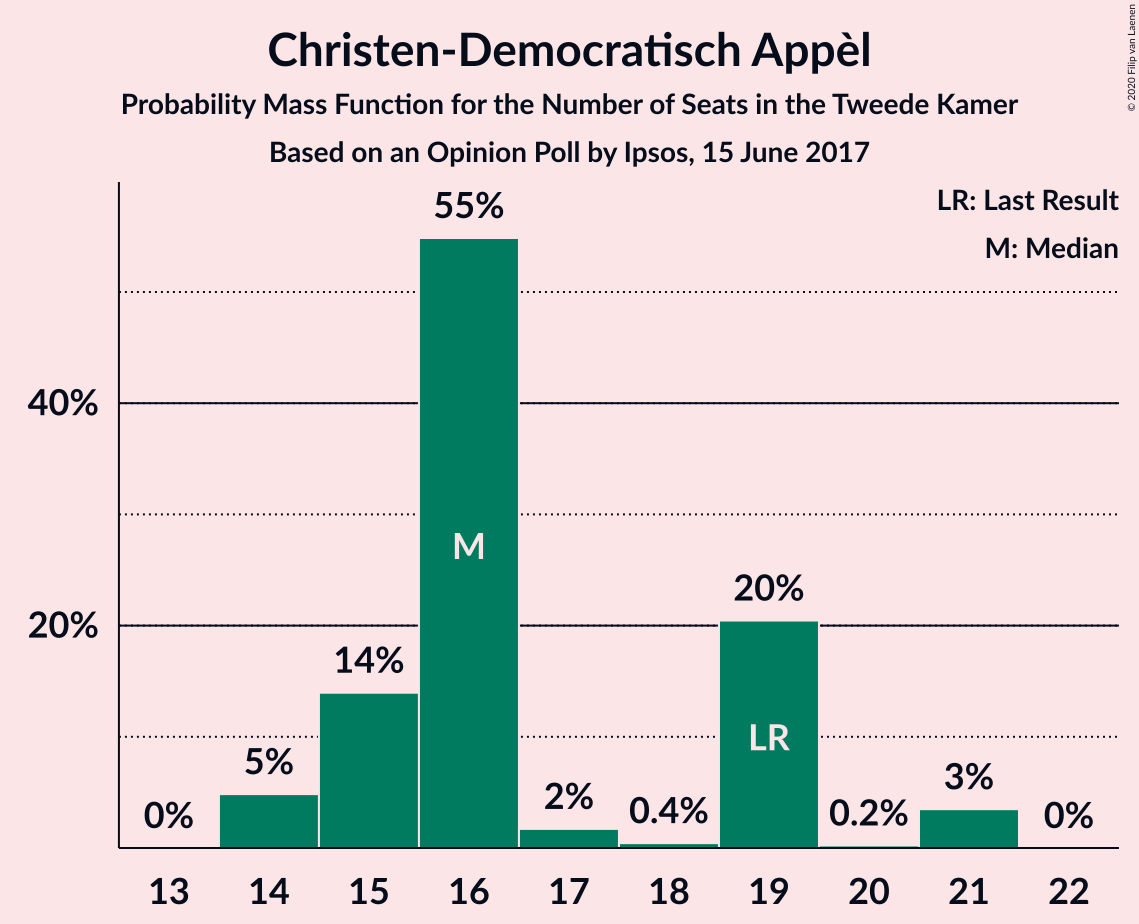 Christen-Democratisch Appèl
Probability Mass Function for the Number of Seats in the Tweede Kamer
Based on an Opinion Poll by Ipsos, 15 June 2017
© 2020 Filip van Laenen
LR: Last Result
M: Median
55%
40%
M
20%
20%
14%
LR
5%
3%
2%
0%
0.4%
0.2%
0%
13 14 15 16 17 18 19 20 21 22